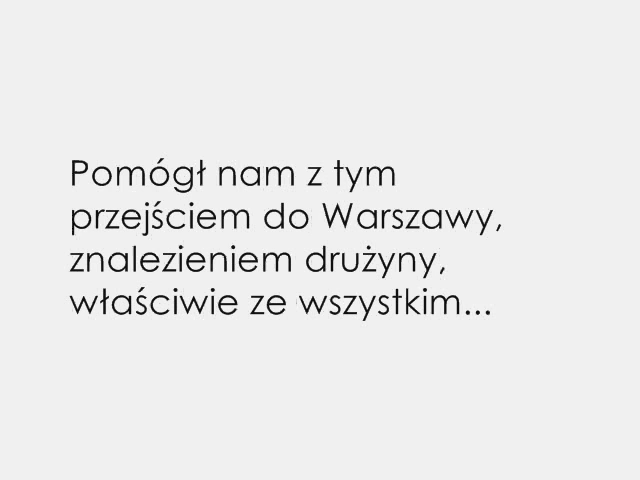 Pomógł nam z tym
przejściem do Warszawy,
znalezieniem drużyny,
właściwie ze wszystkim...